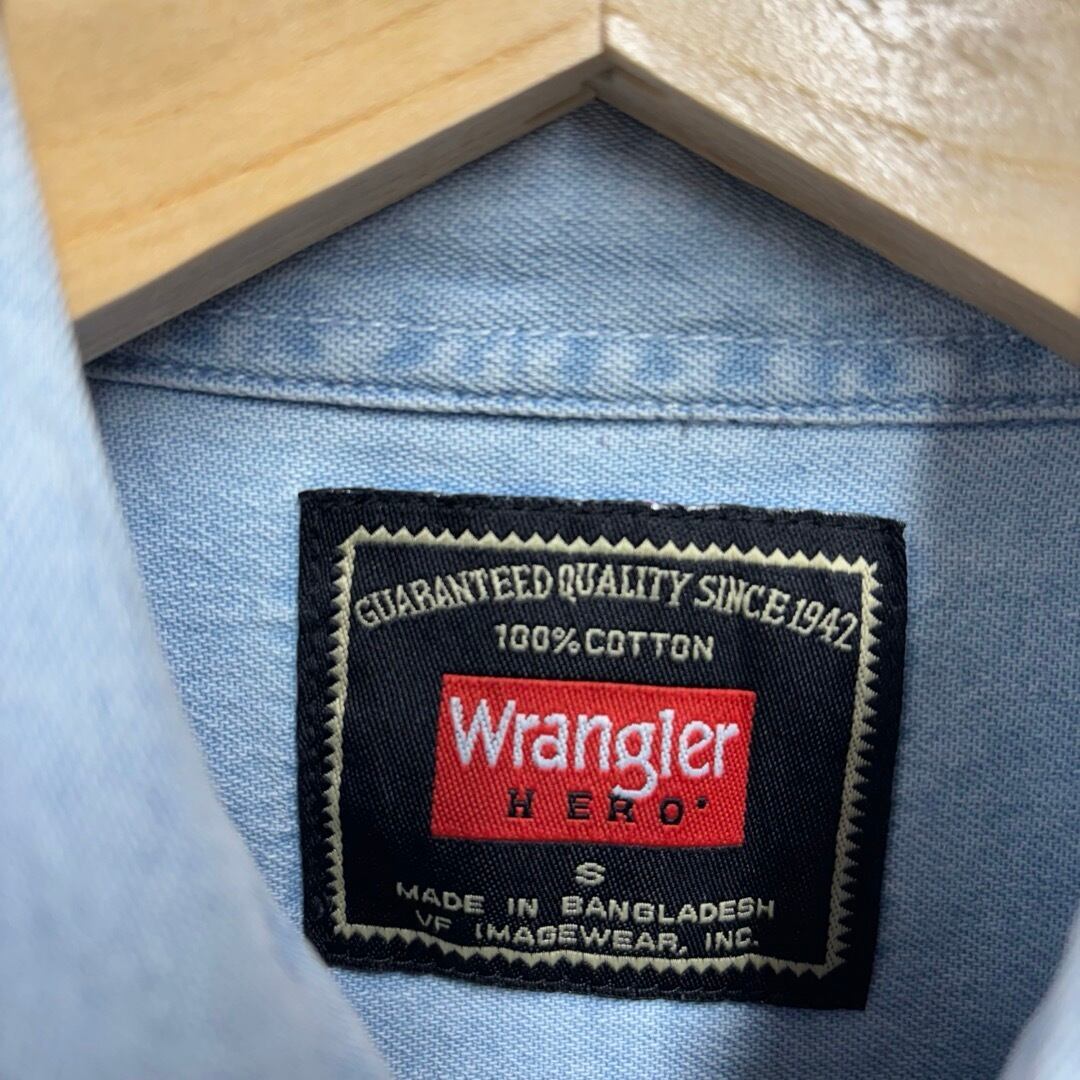 GUARANTEED QUALITY SINCE 1942
100% COTTON
Wrangler
HERO
S
MADE IN BANGLADESH
VF IMAGEWEAR, INC.